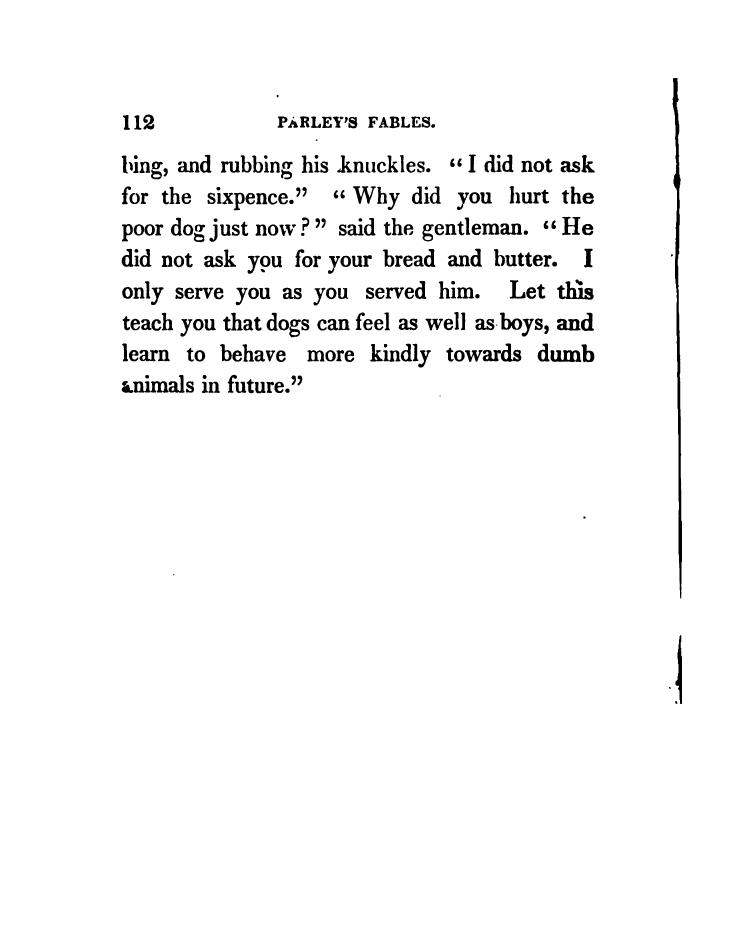 112 PARLEY'S FABLES.
bing, and rubbing his knuckles. “I did not ask
for the sixpence.” “Why did you hurt the
poor dog just now?” said the gentleman. “He
did not ask you for your bread and butter. I
only serve you as you served him. Let this
teach you that dogs can feel as well as boys, and
learn to behave more kindly towards dumb
animals in future.”